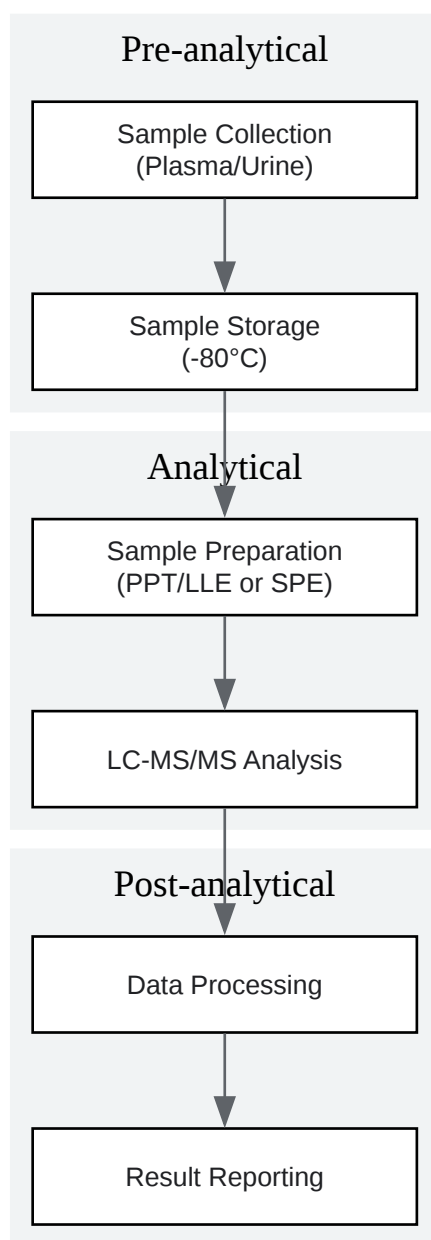 Pre-analytical
Sample Collection
(Plasma/Urine)
Sample Storage
(-80°C)
Analytical
Sample Preparation
(PPT/LLE or SPE)
LC-MS/MS Analysis
Post-analytical
Data Processing
Result Reporting